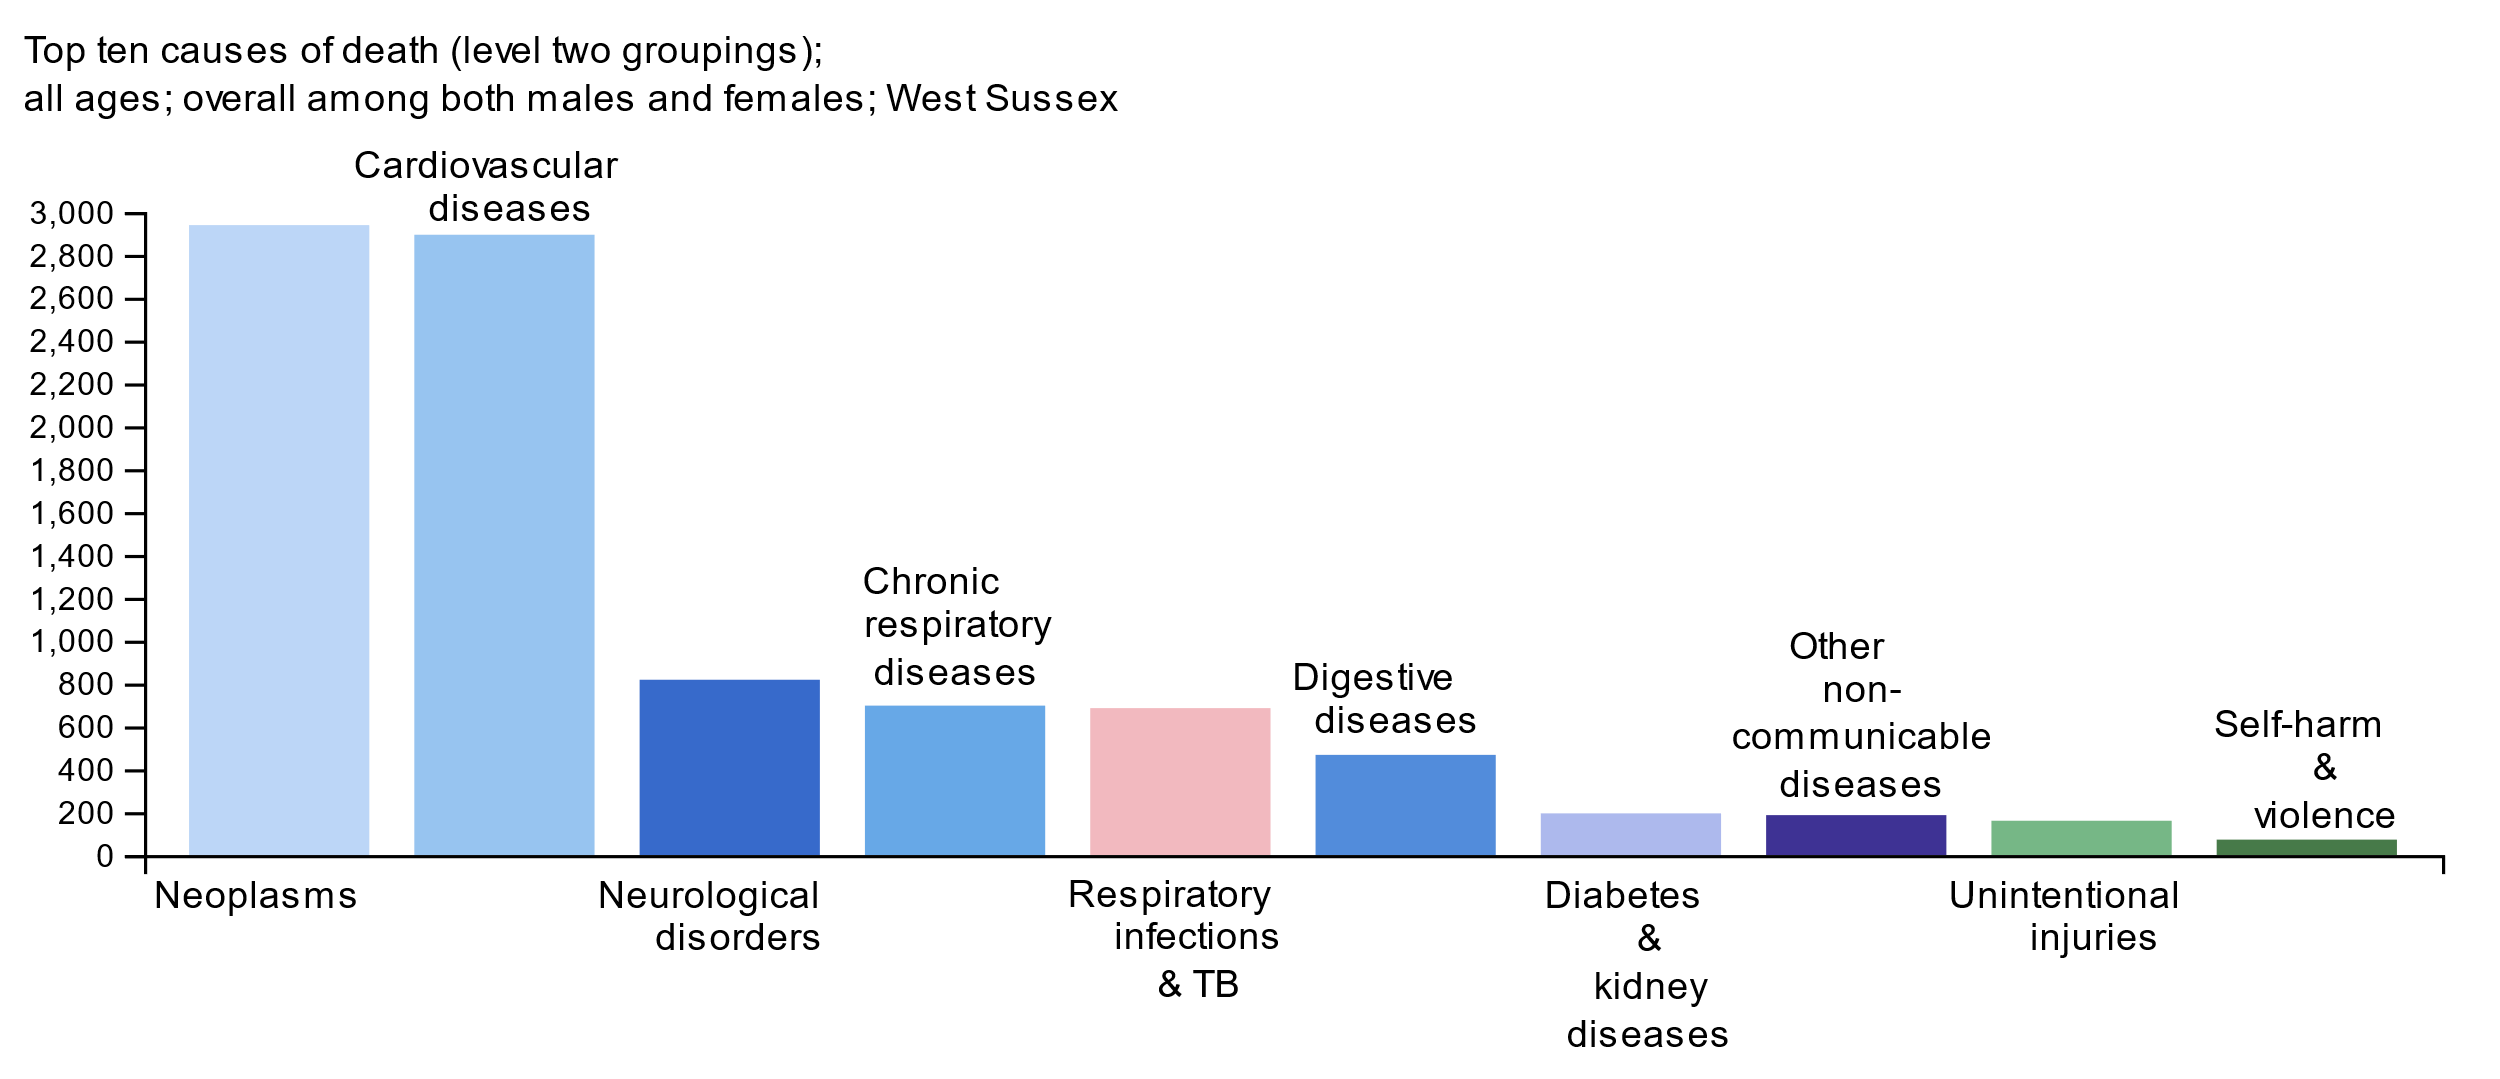 Top ten causes of death (level two groupings);
all ages; overall among both males and females; West Sussex
Cardiovascular
diseases
3,000
2,800
2,600
2,400
2,200
2,000
1,800
1,600
1,400
1,200
1,000
800
600
400
200
0
Chronic
respiratory
diseases
Digestive
diseases
Other
non-
communicable
diseases
Self-harm
&
violence
Neoplasms
Neurological
disorders
Respiratory
infections
& TB
Diabetes
&
kidney
diseases
Unintentional
injuries